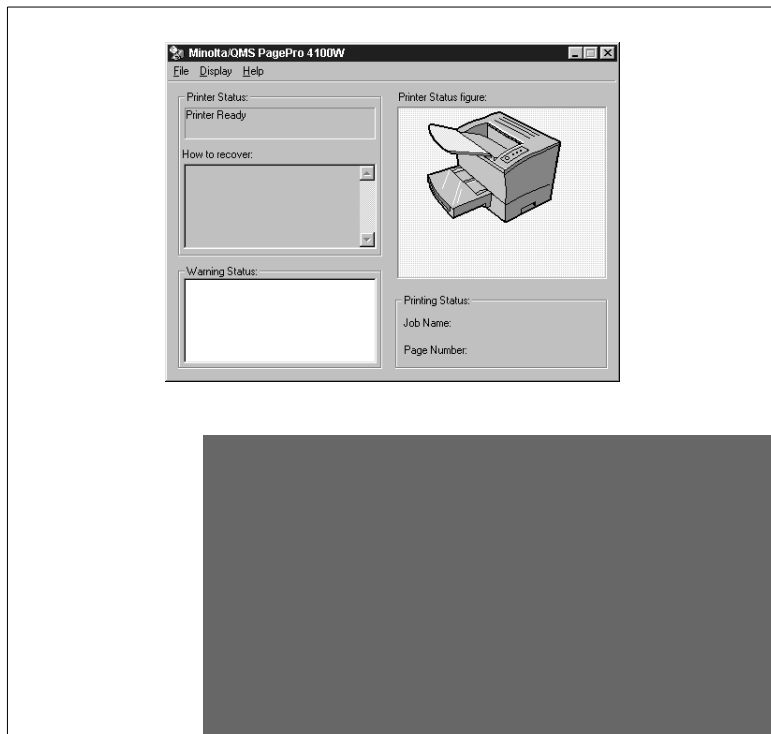 Minolta/QMS PagePro 4100W
File Display Help
Printer Status:
Printer Ready
How to recover:
Warning Status:
Printer Status figure:
Printing Status:
Job Name:
Page Number: